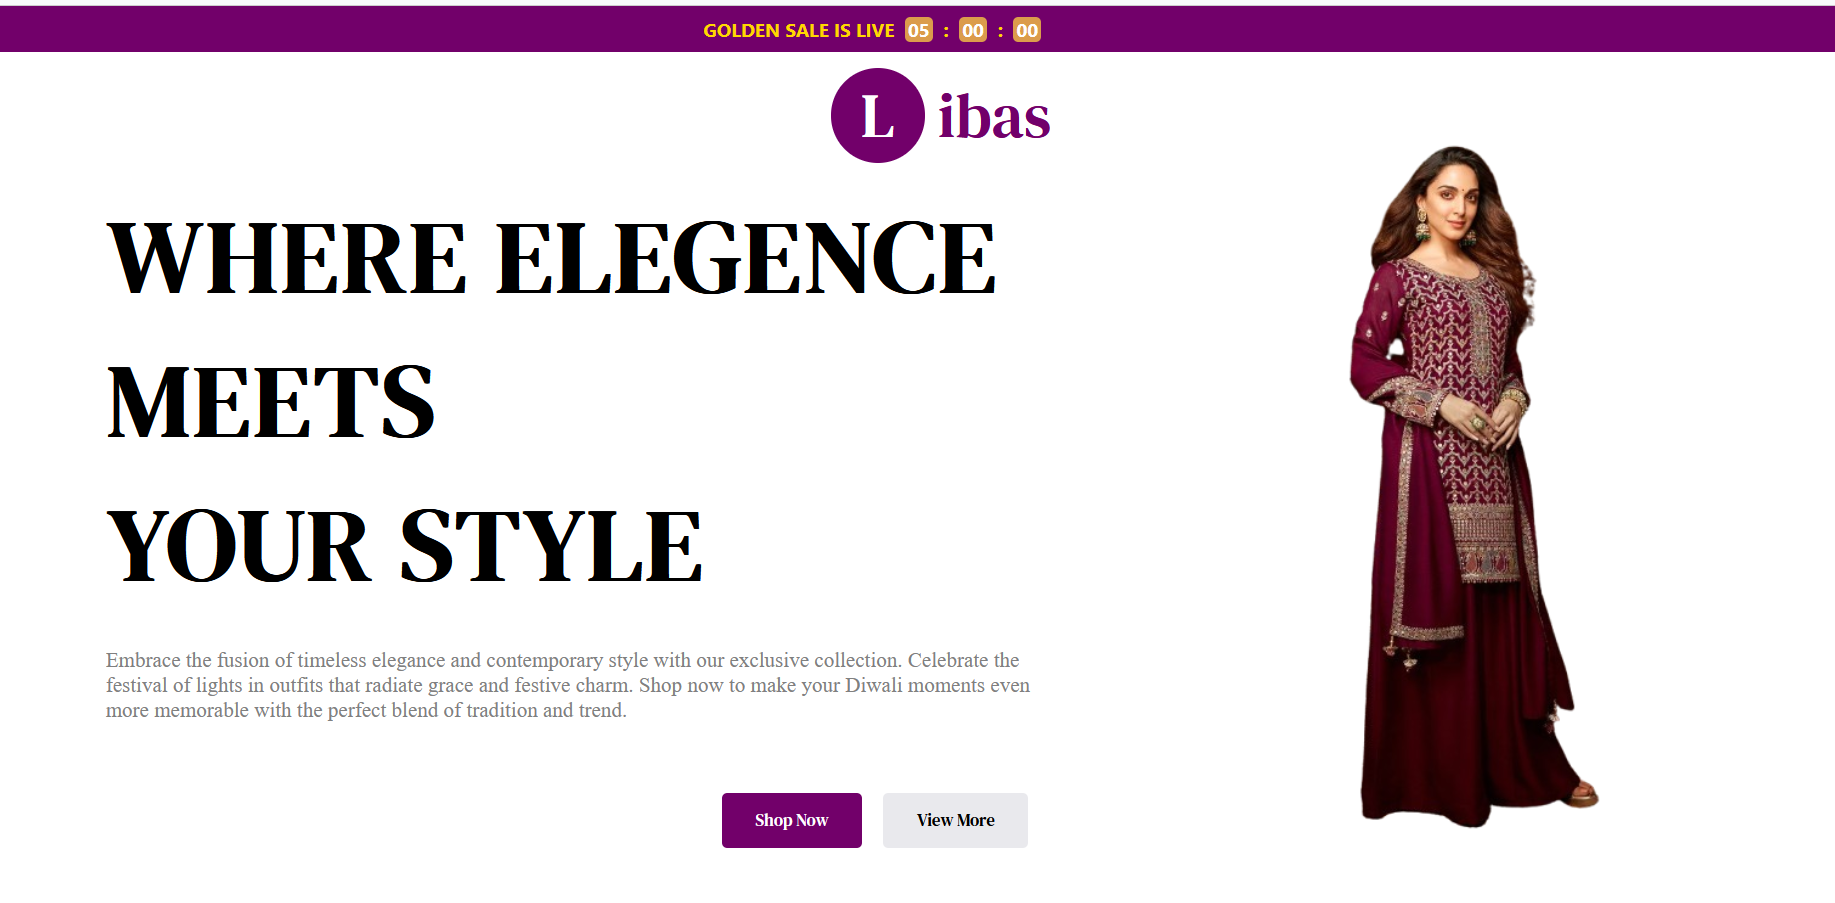 GOLDEN SALE IS LIVE 05 : 00 : 00
L ibas
WHERE ELEGENCE
MEETS
YOUR STYLE
Embrace the fusion of timeless elegance and contemporary style with our exclusive collection. Celebrate the
festival of lights in outfits that radiate grace and festive charm. Shop now to make your Diwali moments even
more memorable with the perfect blend of tradition and trend.
Shop Now View More